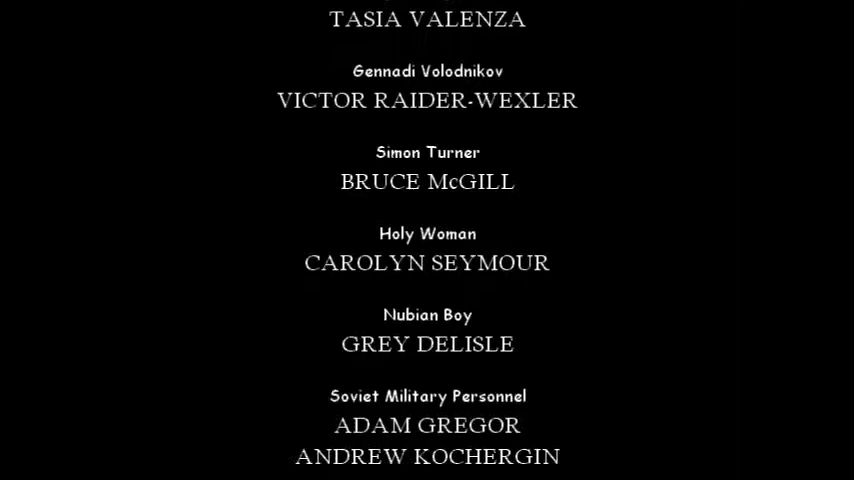 TASIA VALENZA
Gennadi Volodnikov
VICTOR RAIDER-WEXLER
Simon Turner
BRUCE McGILL
Holy Woman
CAROLYN SEYMOUR
Nubian Boy
GREY DELISLE
Soviet Military Personnel
ADAM GREGOR
ANDREW KOCHERGIN